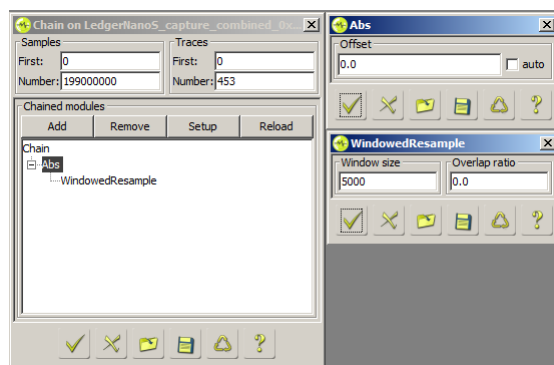 Chain on LedgerNanoS_capture_combined_0x...
Samples
First: 0
Number: 199000000
Traces
First: 0
Number: 453
Chained modules
Add Remove Setup Reload
Chain
Abs
WindowedResample
Abs
Offset
0.0 auto
WindowedResample
Window size Overlap ratio
5000 0.0